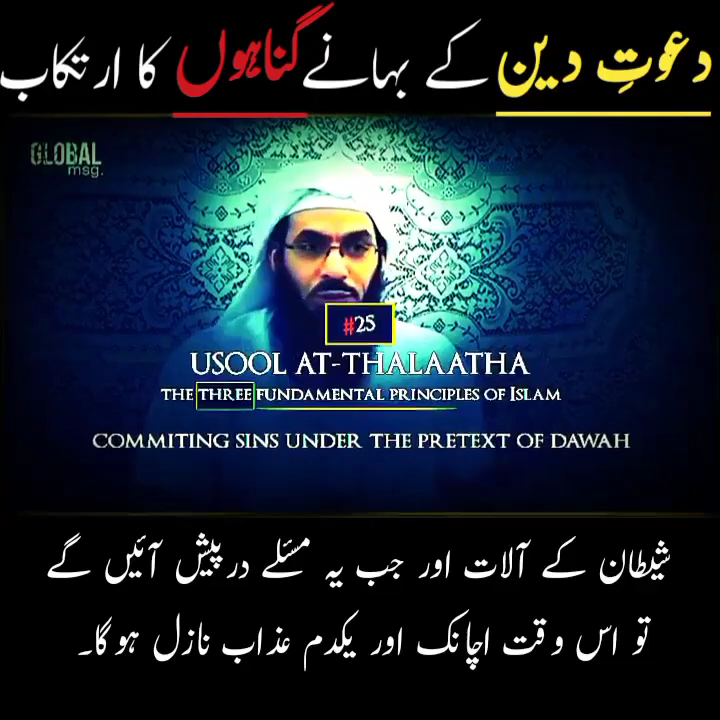 دعوتِ دین کے بہانے گناہوں کا ارتکاب
GLOBAL
msg.
#25
USOOL AT-THALAATHA
THE THREE FUNDAMENTAL PRINCIPLES OF ISLAM
COMMITING SINS UNDER THE PRETEXT OF DAWAH
شیطان کے آلات اور جب یہ مسئلے درپیش آئیں گے
تو اس وقت اچانک اور یکدم عذاب نازل ہوگا۔